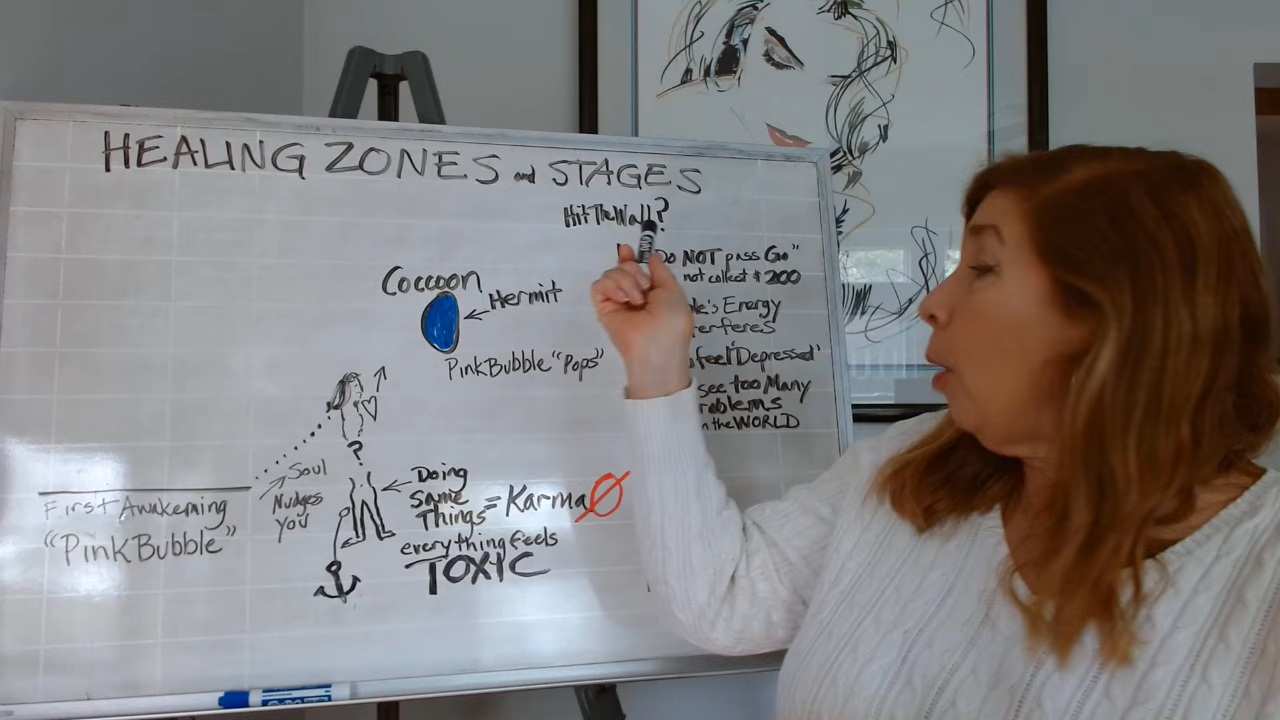 HEALING ZONES and STAGES
Hit The Wall?
Do NOT pass Go"
not collect $200
Energy
feel "Depressed"
see too Many
in the WORLD
Coccoon
Hermit
PinkBubble "Pops"
?
Soul
Nudges
you
First Awakening
"PinkBubble"
Doing
Same
Things = Karma Ø
everything feels
TOXIC